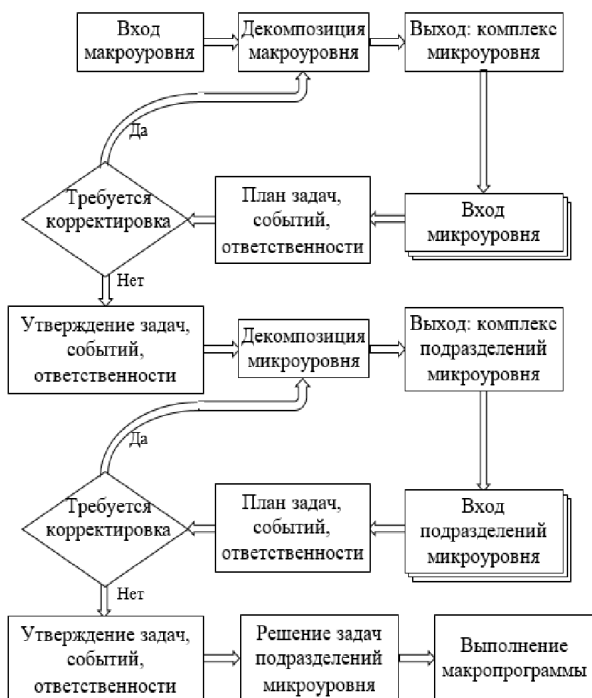 Вход
макроуровня
Декомпозиция
макроуровня
Выход: комплекс
микроуровня
Да
Требуется
корректировка
План задач,
событий,
ответственности
Вход
микроуровня
Нет
Утверждение задач,
событий,
ответственности
Декомпозиция
микроуровня
Выход: комплекс
подразделений
микроуровня
Да
Требуется
корректировка
План задач,
событий,
ответственности
Вход
подразделений
микроуровня
Нет
Утверждение задач,
событий,
ответственности
Решение задач
подразделений
микроуровня
Выполнение
макропрограммы